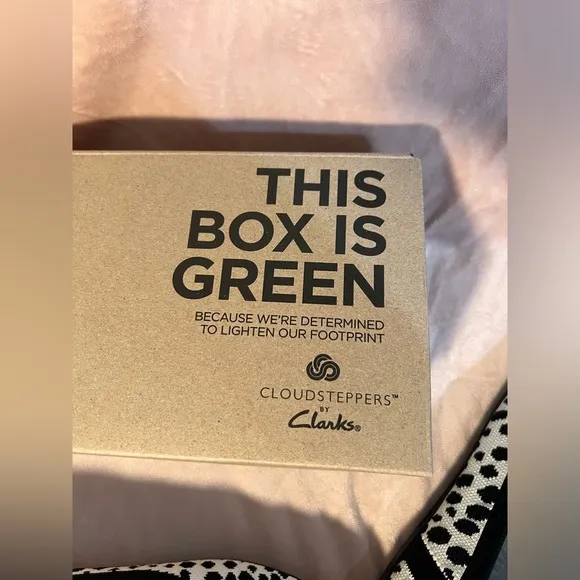 THIS
BOX IS
GREEN
BECAUSE WE'RE DETERMINED
TO LIGHTEN OUR FOOTPRINT
CLOUDSTEPPERS™
BY
Clarks®